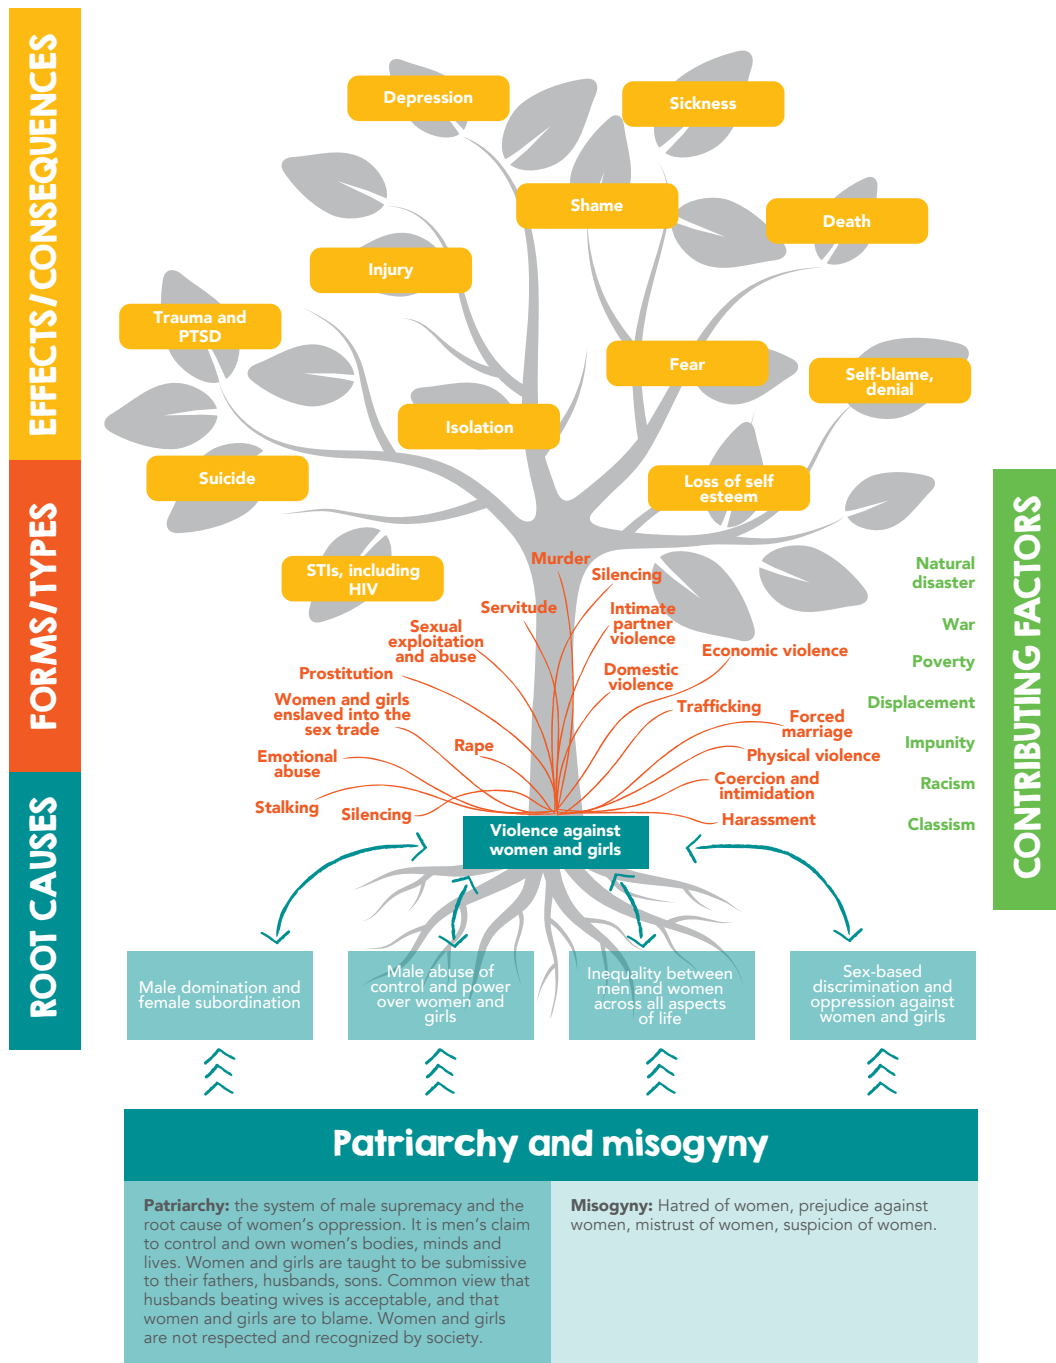 EFFECTS/CONSEQUENCES
Depression
Sickness
Shame
Death
Injury
Trauma and
PTSD
Fear
Self-blame,
denial
Isolation
Suicide
Loss of self
esteem
STIs, including
HIV
FORMS/TYPES
Murder
Silencing
Servitude
Intimate
partner
violence
Sexual
exploitation
and abuse
Economic violence
Prostitution
Domestic
violence
Women and girls
enslaved into the
sex trade
Trafficking
Forced
marriage
Rape
Emotional
abuse
Physical violence
Coercion and
intimidation
Stalking
Silencing
Harassment
CONTRIBUTING FACTORS
Natural
disaster
War
Poverty
Displacement
Impunity
Racism
Classism
ROOT CAUSES
Violence against
women and girls
Male domination and
female subordination
Male abuse of
control and power
over women and
girls
Inequality between
men and women
across all aspects
of life
Sex-based
discrimination and
oppression against
women and girls
Patriarchy and misogyny
Patriarchy: the system of male supremacy and the
root cause of women's oppression. It is men's claim
to control and own women's bodies, minds and
lives. Women and girls are taught to be submissive
to their fathers, husbands, sons. Common view that
husbands beating wives is acceptable, and that
women and girls are to blame. Women and girls
are not respected and recognized by society.
Misogyny: Hatred of women, prejudice against
women, mistrust of women, suspicion of women.